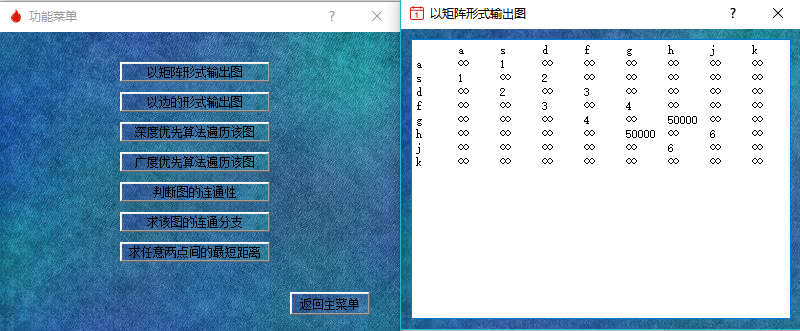 功能菜单
以矩阵形式输出图
以边的形式输出图
深度优先算法遍历该图
广度优先算法遍历该图
判断图的连通性
求该图的连通分支
求任意两点间的最短距离
返回主菜单
以矩阵形式输出图
a s d f g h j k
a ∞ 1 ∞ ∞ ∞ ∞ ∞ ∞
s 1 ∞ 2 ∞ ∞ ∞ ∞ ∞
d ∞ 2 ∞ 3 ∞ ∞ ∞ ∞
f ∞ ∞ 3 ∞ 4 ∞ ∞ ∞
g ∞ ∞ ∞ 4 ∞ 50000 ∞ ∞
h ∞ ∞ ∞ ∞ 50000 ∞ 6 ∞
j ∞ ∞ ∞ ∞ ∞ 6 ∞ ∞
k ∞ ∞ ∞ ∞ ∞ ∞ ∞ ∞